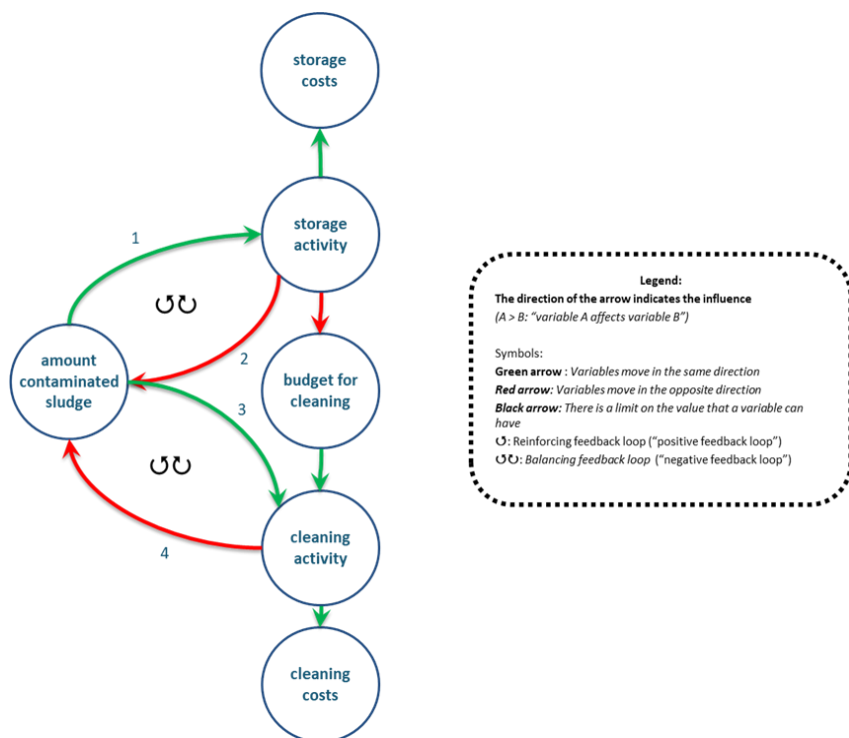 storage
costs
storage
activity
1
2
amount
contaminated
sludge
budget for
cleaning
3
4
cleaning
activity
cleaning
costs
Legend:
The direction of the arrow indicates the influence
(A > B: “variable A affects variable B”)
Symbols:
Green arrow : Variables move in the same direction
Red arrow: Variables move in the opposite direction
Black arrow: There is a limit on the value that a variable can
have
↺: Reinforcing feedback loop (“positive feedback loop”)
↺↻: Balancing feedback loop (“negative feedback loop”)